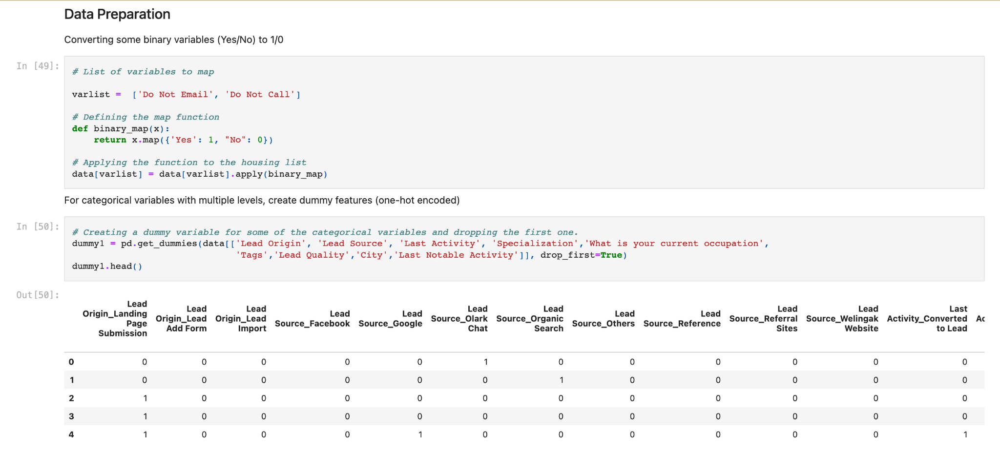 Data Preparation
Converting some binary variables (Yes/No) to 1/0
In [49]:
# List of variables to map
varlist =  ['Do Not Email', 'Do Not Call']
# Defining the map function
def binary_map(x):
    return x.map({'Yes': 1, "No": 0})
# Applying the function to the housing list
data[varlist] = data[varlist].apply(binary_map)
For categorical variables with multiple levels, create dummy features (one-hot encoded)
In [50]:
# Creating a dummy variable for some of the categorical variables and dropping the first one.
dummy1 = pd.get_dummies(data[['Lead Origin', 'Lead Source', 'Last Activity', 'Specialization','What is your current occupation',
                              'Tags','Lead Quality','City','Last Notable Activity']], drop_first=True)
dummy1.head()
Out[50]:
Lead Origin_Landing Page Submission Lead Origin_Lead Add Form Lead Origin_Lead Import Lead Source_Facebook Lead Source_Google Lead Source_Olark Chat Lead Source_Organic Search Lead Source_Others Lead Source_Reference Lead Source_Referral Sites Lead Source_Welingak Website Last Activity_Converted to Lead Ac
0 0 0 0 0 0 1 0 0 0 0 0 0
1 0 0 0 0 0 0 1 0 0 0 0 0
2 1 0 0 0 0 0 0 0 0 0 0 0
3 1 0 0 0 0 0 0 0 0 0 0 0
4 1 0 0 0 1 0 0 0 0 0 0 1